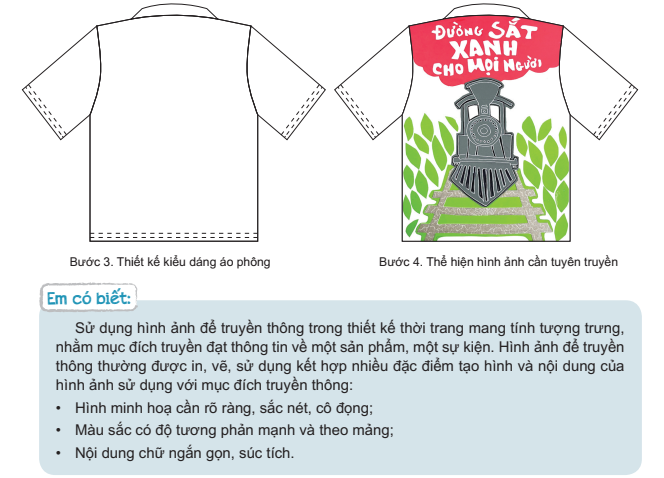 ĐƯỜNG SẮT
XANH
CHO MỌI NGƯỜI
Bước 3. Thiết kế kiểu dáng áo phông
Bước 4. Thể hiện hình ảnh cần tuyên truyền
Em có biết:
Sử dụng hình ảnh để truyền thông trong thiết kế thời trang mang tính tượng trưng,
nhằm mục đích truyền đạt thông tin về một sản phẩm, một sự kiện. Hình ảnh để truyền
thông thường được in, vẽ, sử dụng kết hợp nhiều đặc điểm tạo hình và nội dung của
hình ảnh sử dụng với mục đích truyền thông:
• Hình minh hoạ cần rõ ràng, sắc nét, cô đọng;
• Màu sắc có độ tương phản mạnh và theo mảng;
• Nội dung chữ ngắn gọn, súc tích.